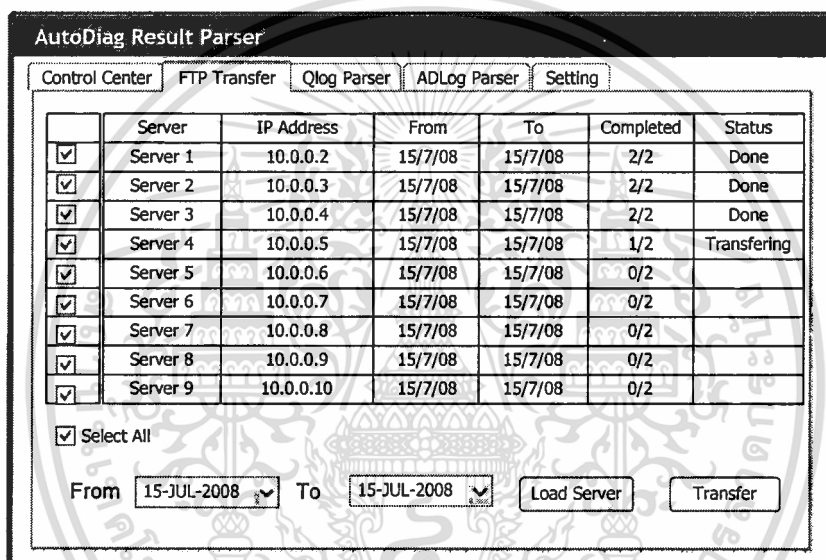 AutoDiag Result Parser
Control Center FTP Transfer Qlog Parser ADLog Parser Setting
Server IP Address From To Completed Status
Server 1 10.0.0.2 15/7/08 15/7/08 2/2 Done
Server 2 10.0.0.3 15/7/08 15/7/08 2/2 Done
Server 3 10.0.0.4 15/7/08 15/7/08 2/2 Done
Server 4 10.0.0.5 15/7/08 15/7/08 1/2 Transfering
Server 5 10.0.0.6 15/7/08 15/7/08 0/2
Server 6 10.0.0.7 15/7/08 15/7/08 0/2
Server 7 10.0.0.8 15/7/08 15/7/08 0/2
Server 8 10.0.0.9 15/7/08 15/7/08 0/2
Server 9 10.0.0.10 15/7/08 15/7/08 0/2
Select All
From 15-JUL-2008 To 15-JUL-2008 Load Server Transfer